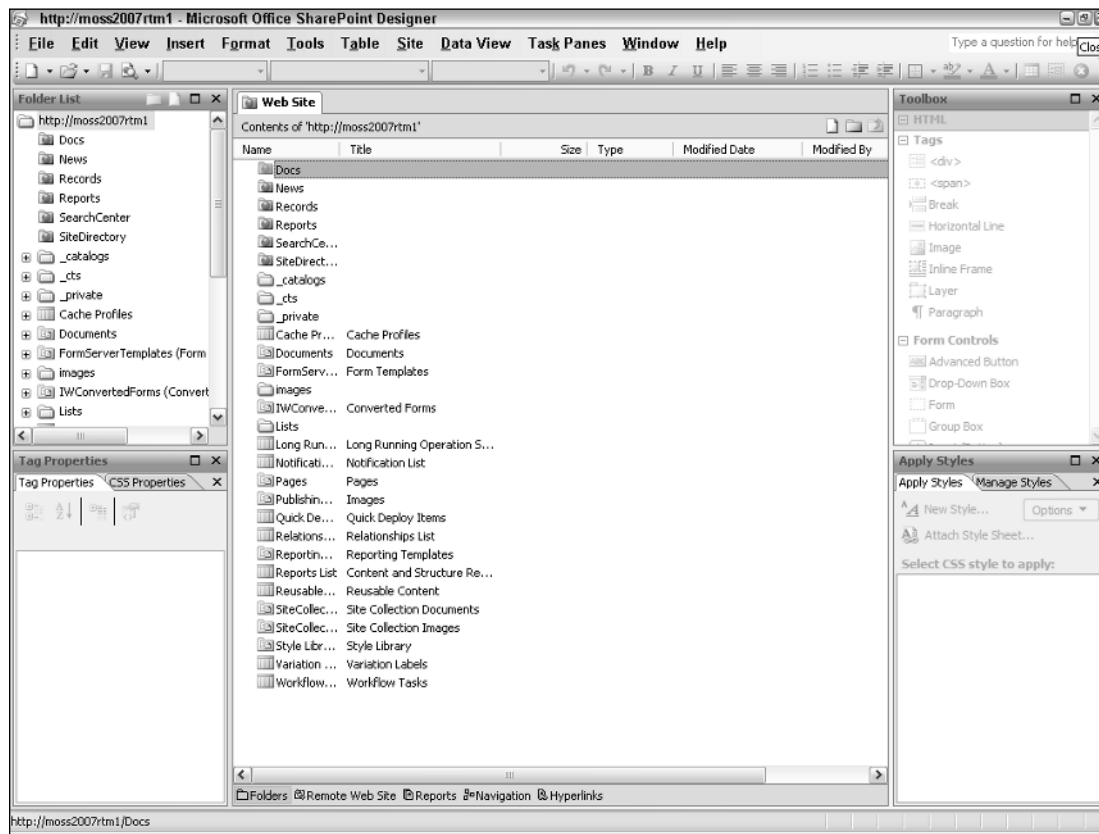 http://moss2007rtm1 - Microsoft Office SharePoint Designer
File Edit View Insert Format Tools Table Site Data View Task Panes Window Help
Type a question for help
Clos
B I U
Folder List
http://moss2007rtm1
Docs
News
Records
Reports
SearchCenter
SiteDirectory
_catalogs
_cts
_private
Cache Profiles
Documents
FormServerTemplates (Form
images
IWConvertedForms (Convert
Lists
Tag Properties
Tag Properties CSS Properties
Web Site
Contents of 'http://moss2007rtm1'
Name Title Size Type Modified Date Modified By
Docs
News
Records
Reports
SearchCe...
SiteDirect...
_catalogs
_cts
_private
Cache Pr... Cache Profiles
Documents Documents
FormServ... Form Templates
images
IWConve... Converted Forms
Lists
Long Run... Long Running Operation S...
Notificati... Notification List
Pages Pages
Publishin... Images
Quick De... Quick Deploy Items
Relations... Relationships List
Reportin... Reporting Templates
Reports List Content and Structure Re...
Reusable... Reusable Content
SiteCollec... Site Collection Documents
SiteCollec... Site Collection Images
Style Libr... Style Library
Variation ... Variation Labels
Workflow... Workflow Tasks
Folders Remote Web Site Reports Navigation Hyperlinks
Toolbox
HTML
Tags
<div>
<span>
Break
Horizontal Line
Image
Inline Frame
Layer
Paragraph
Form Controls
Advanced Button
Drop-Down Box
Form
Group Box
Apply Styles
Apply Styles Manage Styles
New Style... Options
Attach Style Sheet...
Select CSS style to apply:
http://moss2007rtm1/Docs